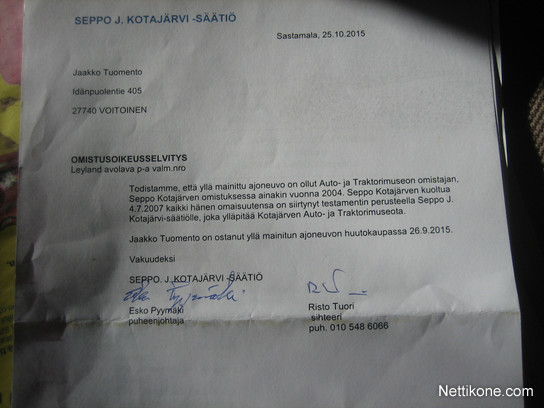 SEPPO J. KOTAJÄRVI -SÄÄTIÖ
Sastamala, 25.10.2015
Jaakko Tuomento
Idänpuolentie 405
27740 VOITOINEN
OMISTUSOIKEUSSELVITYS
Leyland avolava p-a valm.nro
Todistamme, että yllä mainittu ajoneuvo on ollut Auto- ja Traktorimuseon omistajan,
Seppo Kotajärven omistuksessa ainakin vuonna 2004. Seppo Kotajärven kuoltua
4.7.2007 kaikki hänen omaisuutensa on siirtynyt testamentin perusteella Seppo J.
Kotajärvi-säätiölle, joka ylläpitää Kotajärven Auto- ja Traktorimuseota.
Jaakko Tuomento on ostanut yllä mainitun ajoneuvon huutokaupassa 26.9.2015.
Vakuudeksi
SEPPO. J. KOTAJÄRVI -SÄÄTIÖ
Esko Pyymäki
Esko Pyymäki
puheenjohtaja
Risto Tuori
sihteeri
puh. 010 548 6066
Nettikone.com